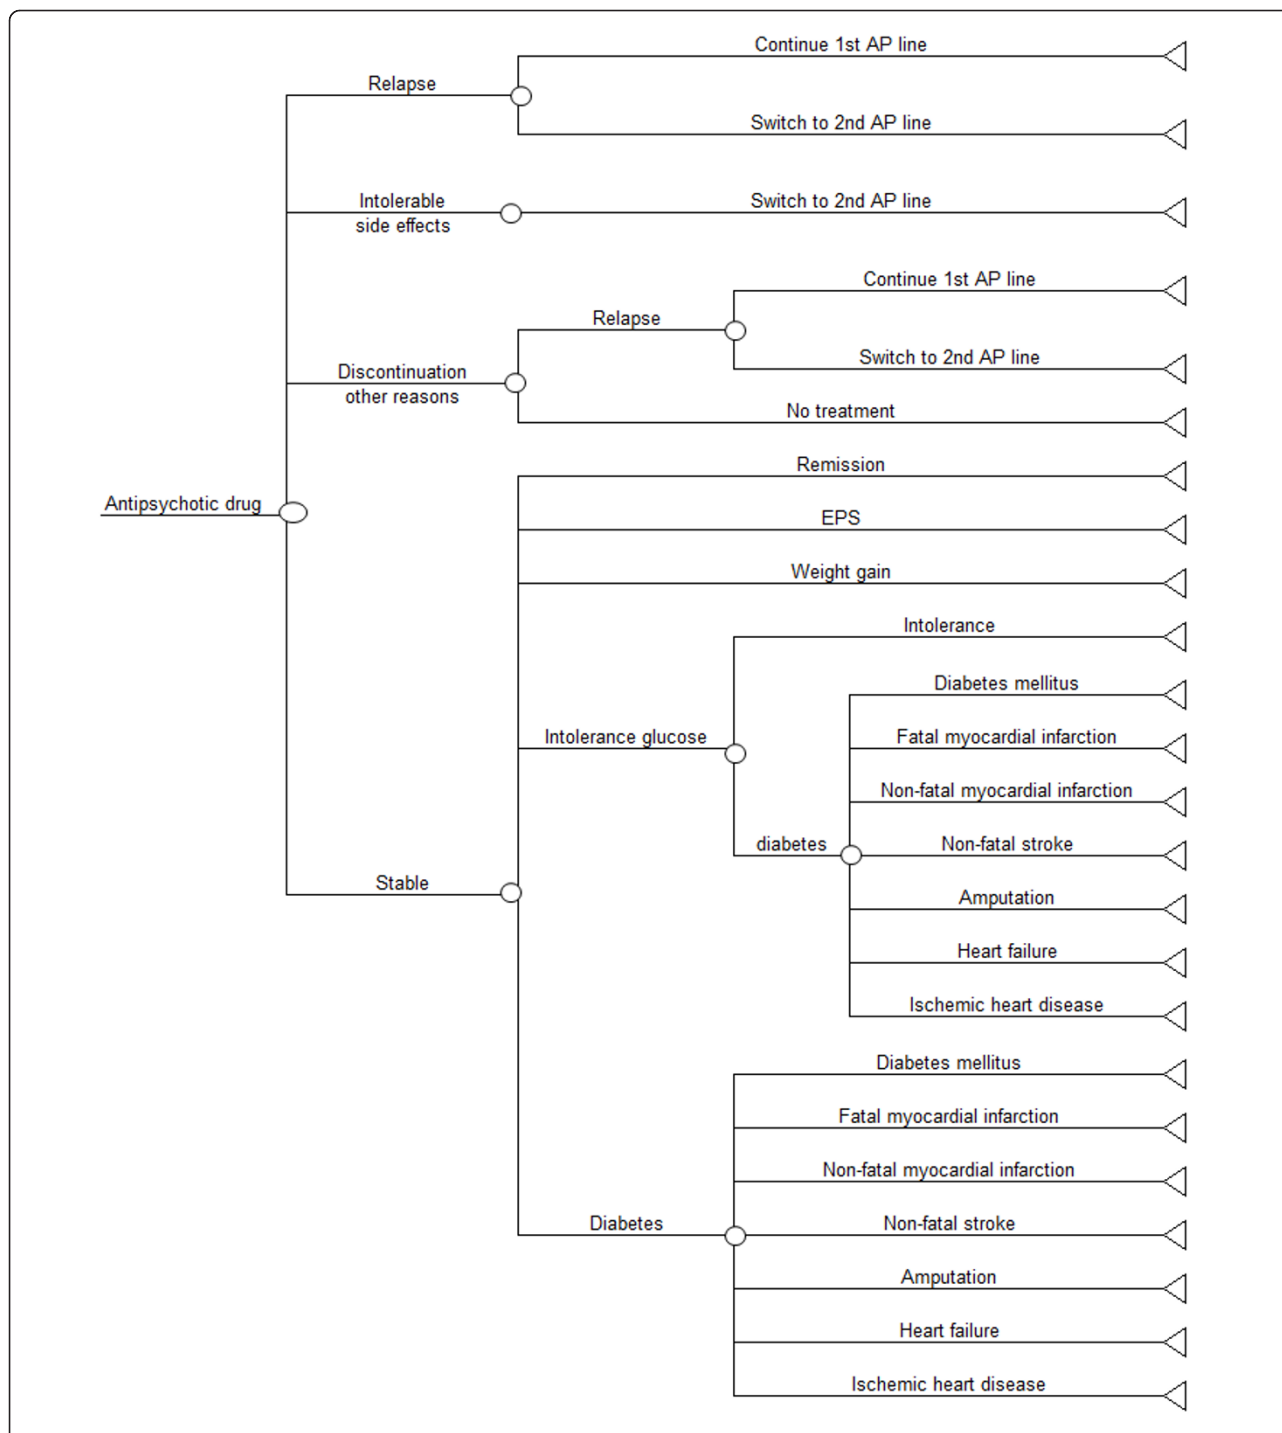 Continue 1st AP line
Relapse
Switch to 2nd AP line
Intolerable
side effects
Switch to 2nd AP line
Continue 1st AP line
Relapse
Switch to 2nd AP line
Discontinuation
other reasons
No treatment
Remission
Antipsychotic drug
EPS
Weight gain
Intolerance
Diabetes mellitus
Intolerance glucose
Fatal myocardial infarction
Non-fatal myocardial infarction
diabetes
Non-fatal stroke
Stable
Amputation
Heart failure
Ischemic heart disease
Diabetes mellitus
Fatal myocardial infarction
Non-fatal myocardial infarction
Diabetes
Non-fatal stroke
Amputation
Heart failure
Ischemic heart disease